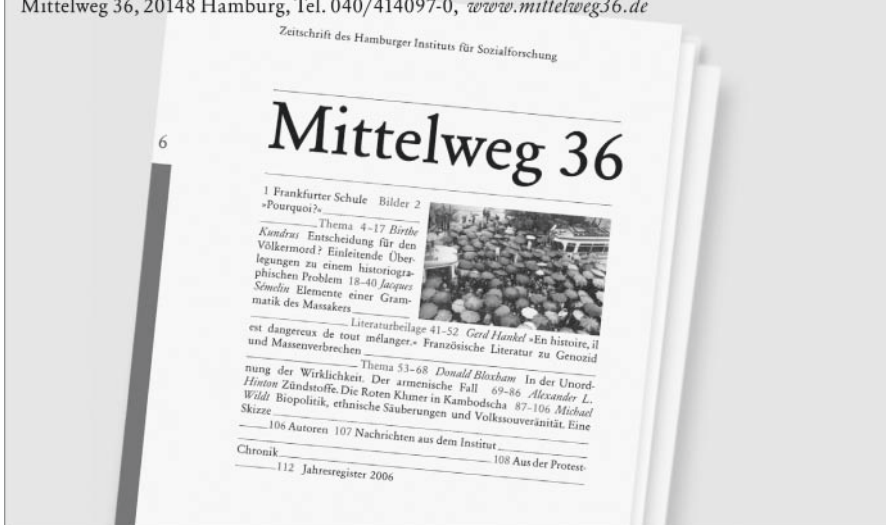 Mittelweg 36, 20148 Hamburg, Tel. 040/414097-0, www.mittelweg36.de
Zeitschrift des Hamburger Instituts für Sozialforschung
Mittelweg 36
6
1 Frankfurter Schule Bilder 2
»Pourquoi?«
Thema 4–17 Birthe
Kundrus Entscheidung für den
Völkermord? Einleitende Über-
legungen zu einem historiogra-
phischen Problem 18–40 Jacques
Sémelin Elemente einer Gram-
matik des Massakers
Literaturbeilage 41–52 Gerd Hankel »En histoire, il
est dangereux de tout mélanger.« Französische Literatur zu Genozid
und Massenverbrechen
Thema 53–68 Donald Bloxham In der Unord-
nung der Wirklichkeit. Der armenische Fall 69–86 Alexander L.
Hinton Zündstoffe. Die Roten Khmer in Kambodscha 87–106 Michael
Wildt Biopolitik, ethnische Säuberungen und Volkssouveränität. Eine
Skizze
106 Autoren 107 Nachrichten aus dem Institut
108 Aus der Protest-
Chronik
112 Jahresregister 2006